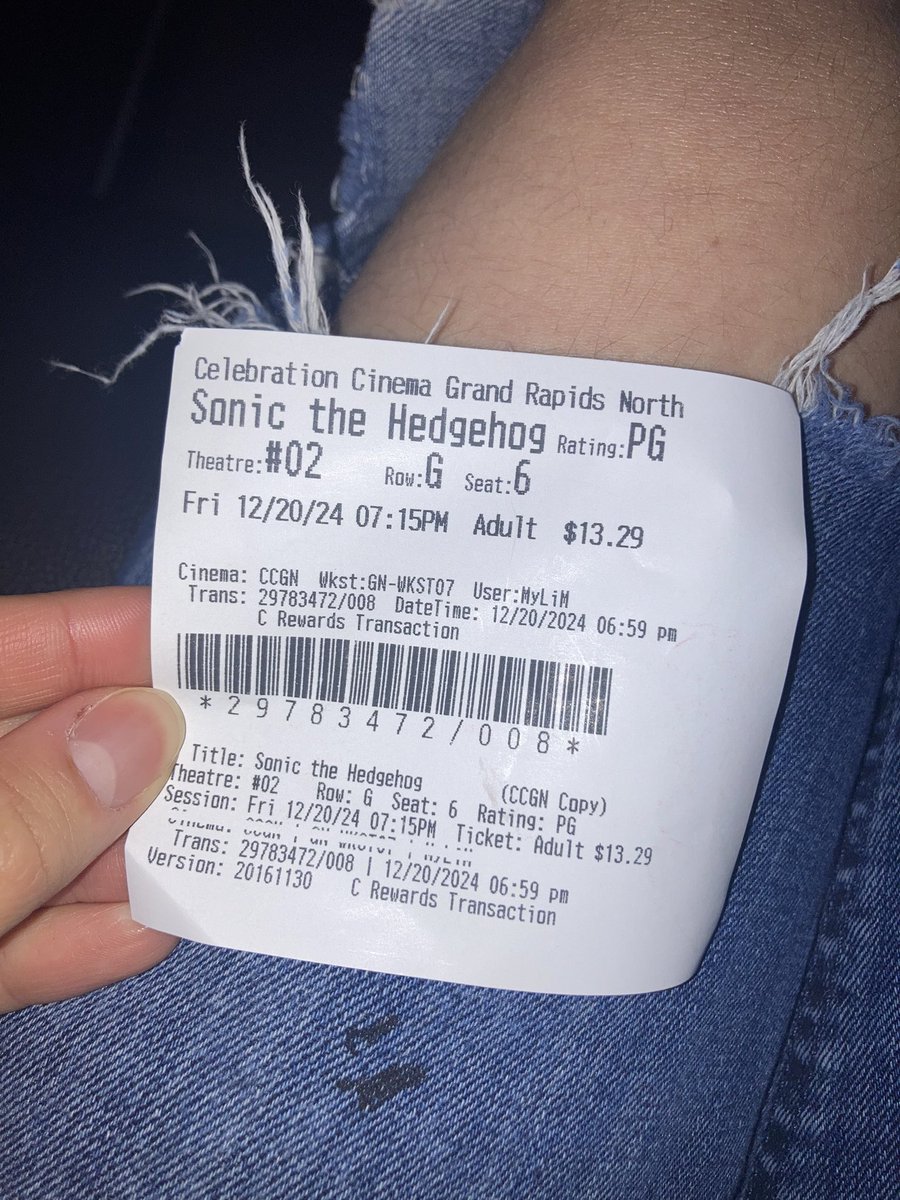 Celebration Cinema Grand Rapids North
Sonic the Hedgehog Rating:PG
Theatre:#02 Row:G Seat:6
Fri 12/20/24 07:15PM Adult $13.29
Cinema: CCGN Wkst:GN-WKST07 User:MyLiM
Trans: 29783472/008 DateTime: 12/20/2024 06:59 pm
C Rewards Transaction
*29783472/008*
Title: Sonic the Hedgehog (CCGN Copy)
Theatre: #02 Row: G Seat: 6 Rating: PG
Session: Fri 12/20/24 07:15PM Ticket: Adult $13.29
Trans: 29783472/008 | 12/20/2024 06:59 pm
Version: 20161130 C Rewards Transaction